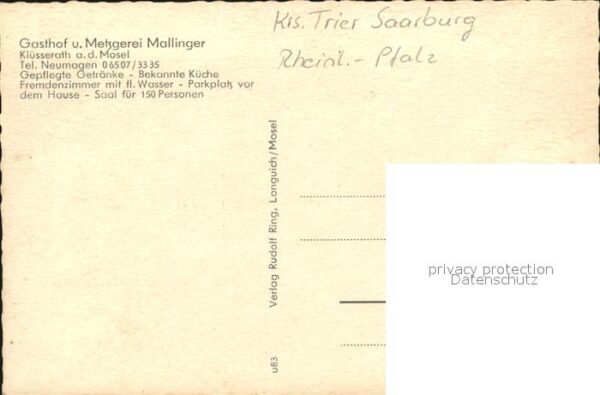 Gasthof u. Metzgerei Mallinger
Klüsserath a. d. Mosel
Tel. Neumagen 06507/3335
Gepflegte Getränke - Bekannte Küche
Fremdenzimmer mit fl. Wasser - Parkplatz vor
dem Hause - Saal für 150 Personen
Krs. Trier Saarburg
Rheinl.- Pfalz
Verlag Rudolf Ring, Longuich/Mosel
u83
privacy protection
Datenschutz